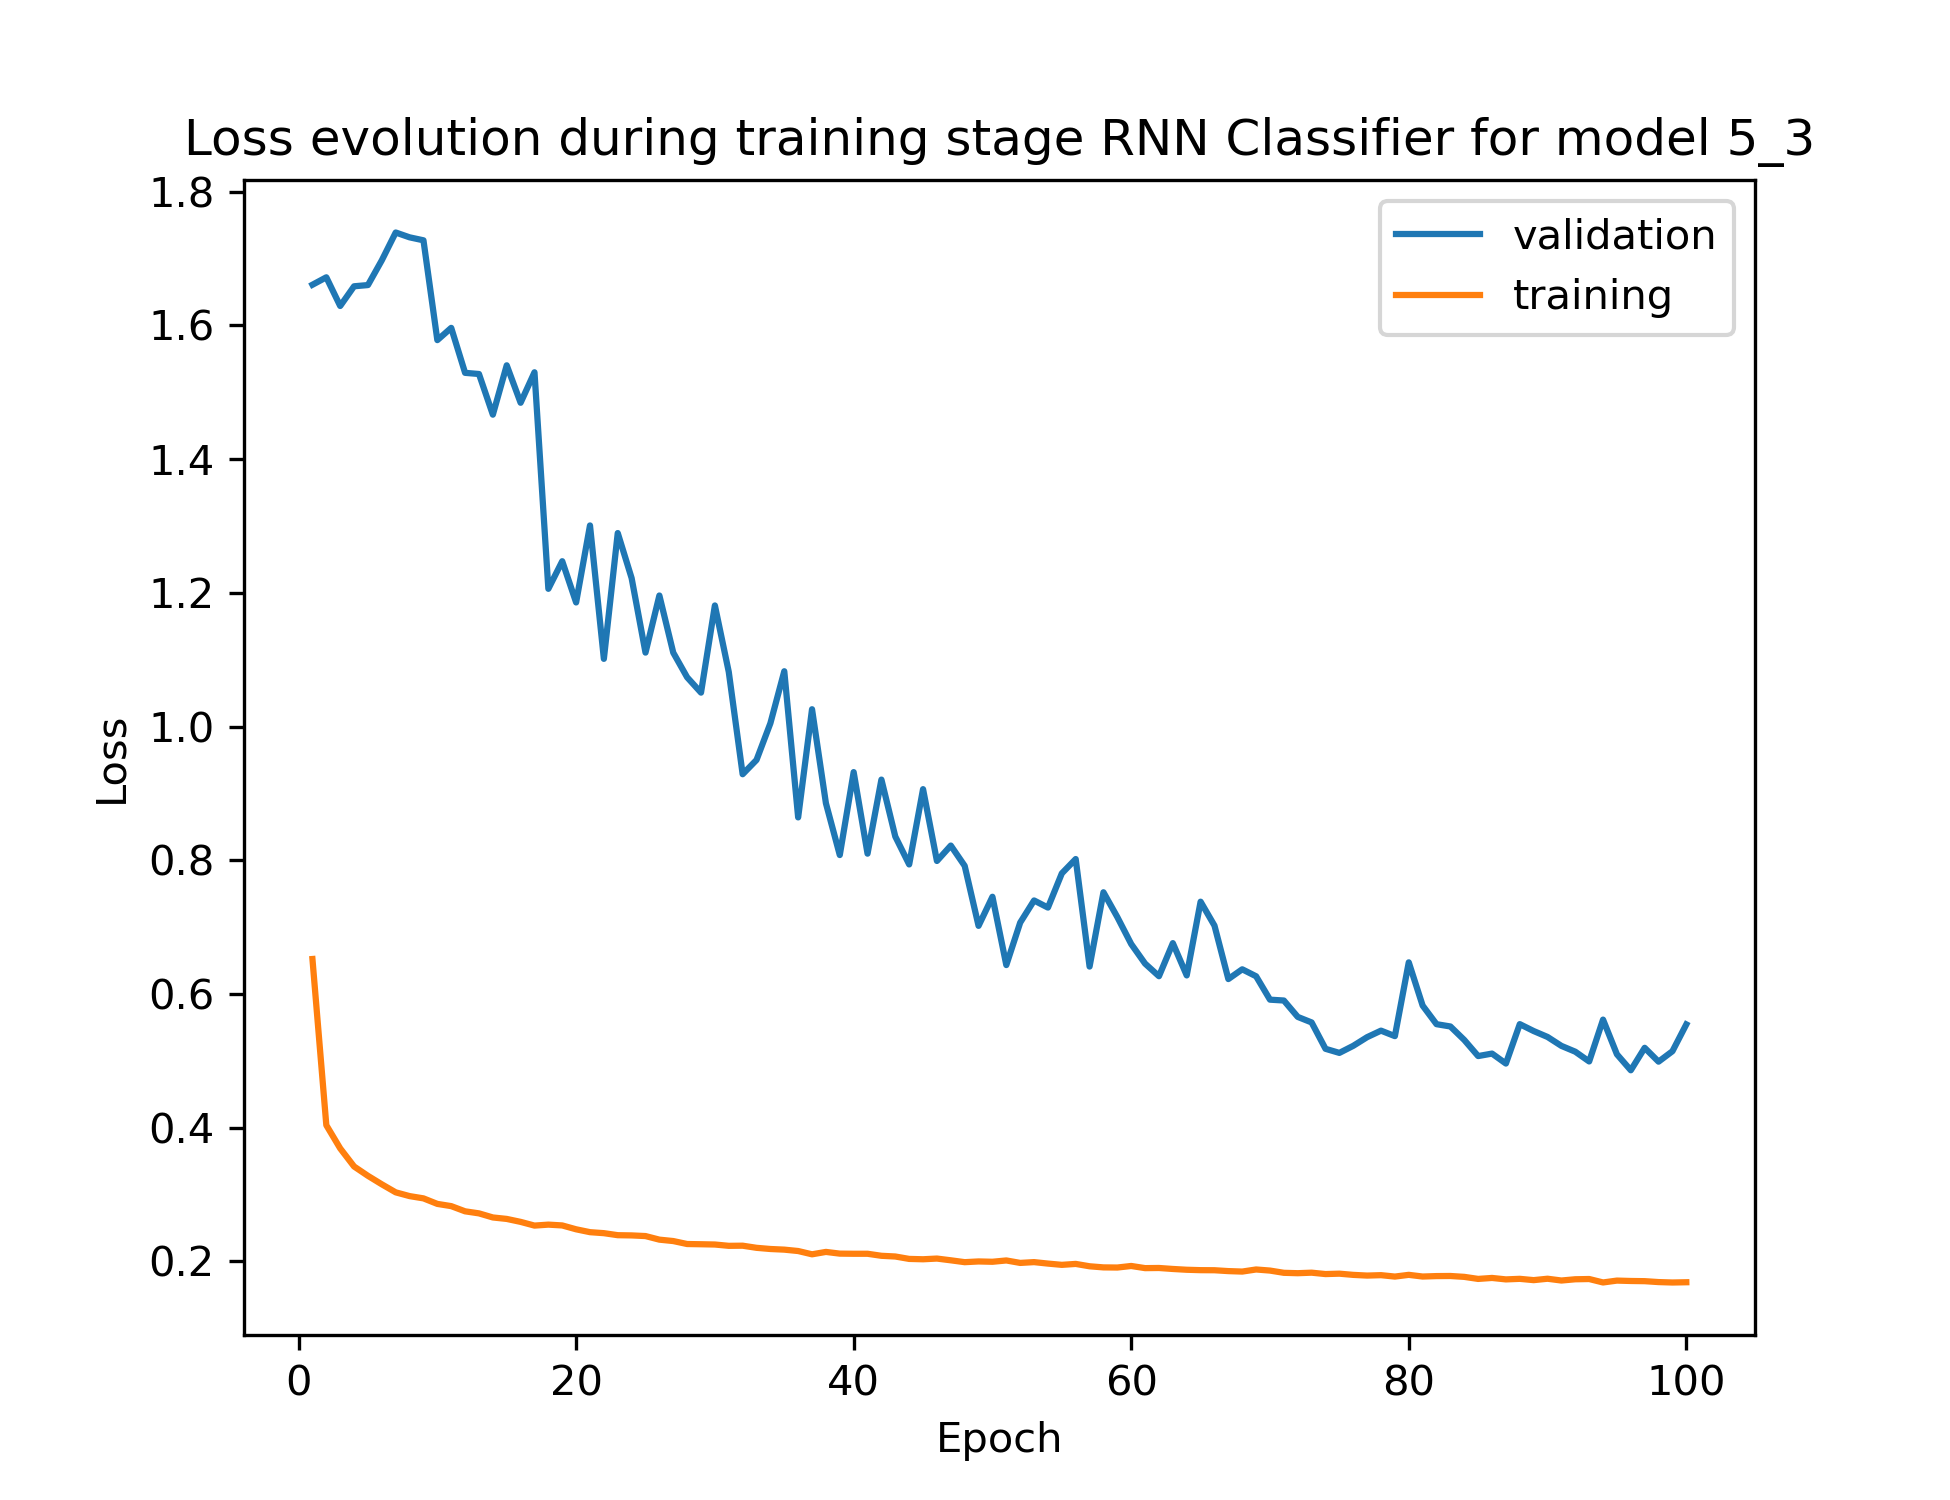 Loss evolution during training stage RNN Classifier for model 5_3
validation
training
1.8
1.6
1.4
1.2
1.0
0.8
0.6
0.4
0.2
Loss
0 20 40 60 80 100
Epoch